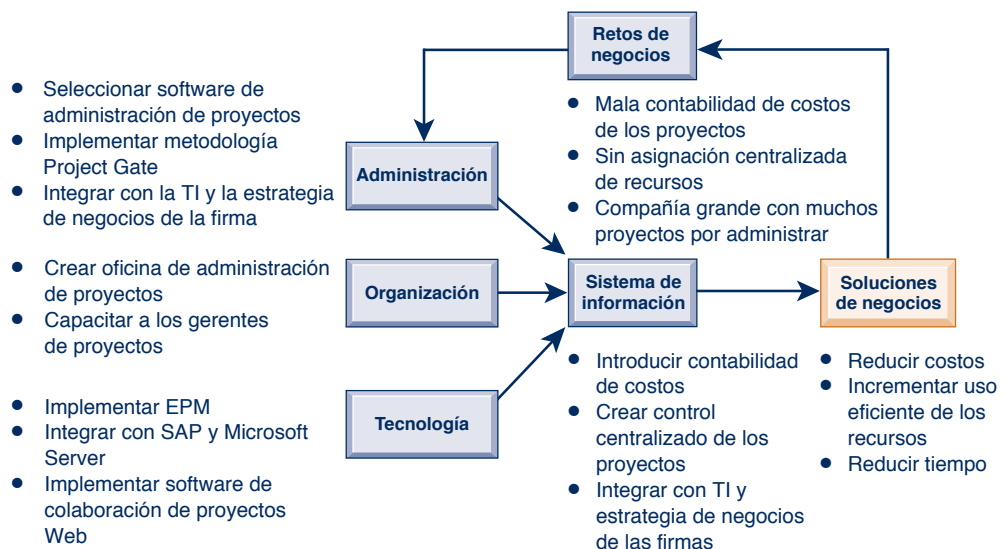 Retos de
negocios
Seleccionar software de
administración de proyectos
Implementar metodología
Project Gate
Integrar con la TI y la estrategia
de negocios de la firma
Administración
Mala contabilidad de costos
de los proyectos
Sin asignación centralizada
de recursos
Compañía grande con muchos
proyectos por administrar
Crear oficina de administración
de proyectos
Capacitar a los gerentes
de proyectos
Organización
Sistema de
información
Soluciones
de negocios
Implementar EPM
Integrar con SAP y Microsoft
Server
Implementar software de
colaboración de proyectos
Web
Tecnología
Introducir contabilidad
de costos
Crear control
centralizado de los
proyectos
Integrar con TI y
estrategia de negocios
de las firmas
Reducir costos
Incrementar uso
eficiente de los
recursos
Reducir tiempo